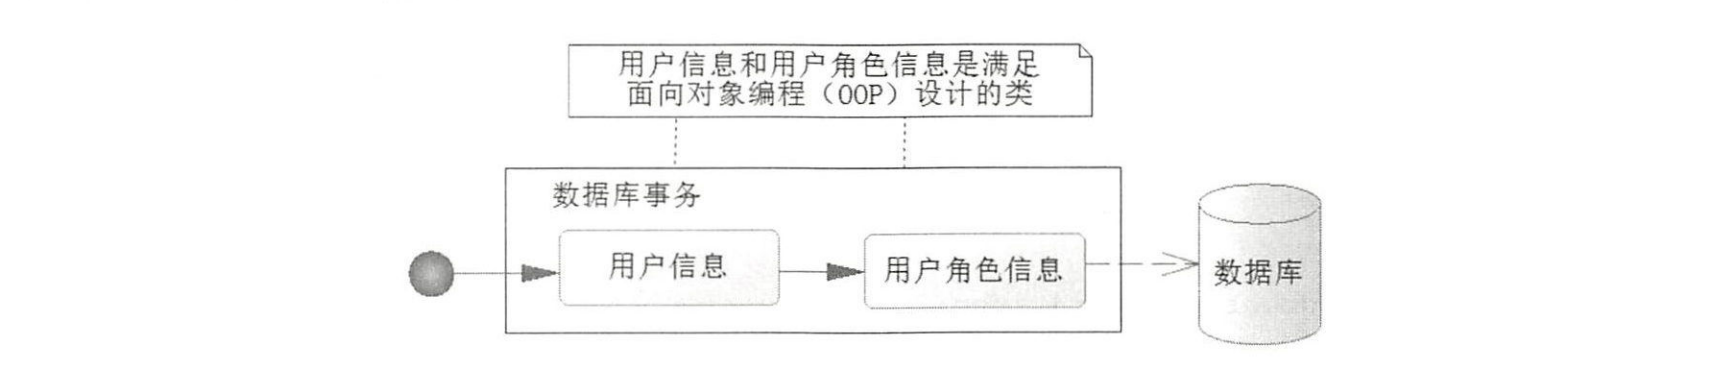 用户信息和用户角色信息是满足
面向对象编程（OOP）设计的类
数据库事务
用户信息
用户角色信息
数据库